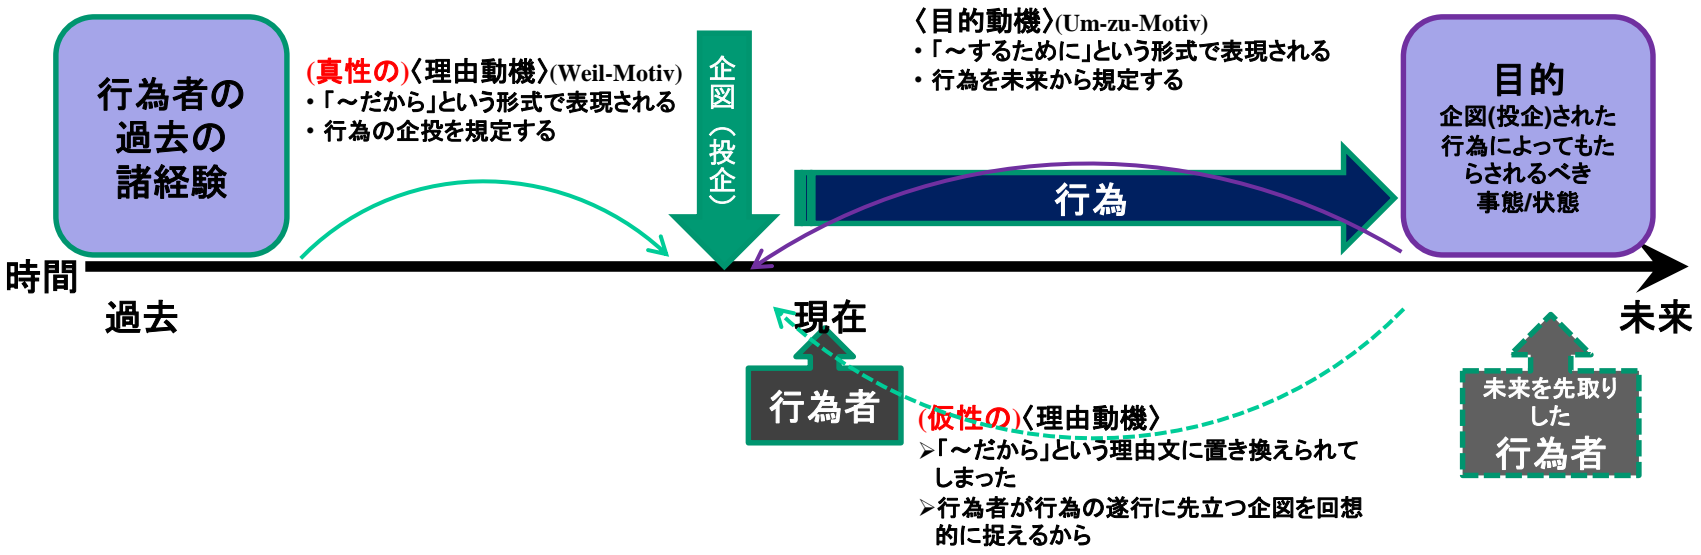 行為者の
過去の
諸経験
(真性の)〈理由動機〉(Weil-Motiv)
・「～だから」という形式で表現される
・行為の企投を規定する
企図（投企）
〈目的動機〉(Um-zu-Motiv)
・「～するために」という形式で表現される
・行為を未来から規定する
行為
目的
企図(投企)された
行為によってもた
らされるべき
事態/状態
時間
過去
現在
未来
行為者
(仮性の)〈理由動機〉
➢「～だから」という理由文に置き換えられて
しまった
➢行為者が行為の遂行に先立つ企図を回想
的に捉えるから
未来を先取り
した
行為者